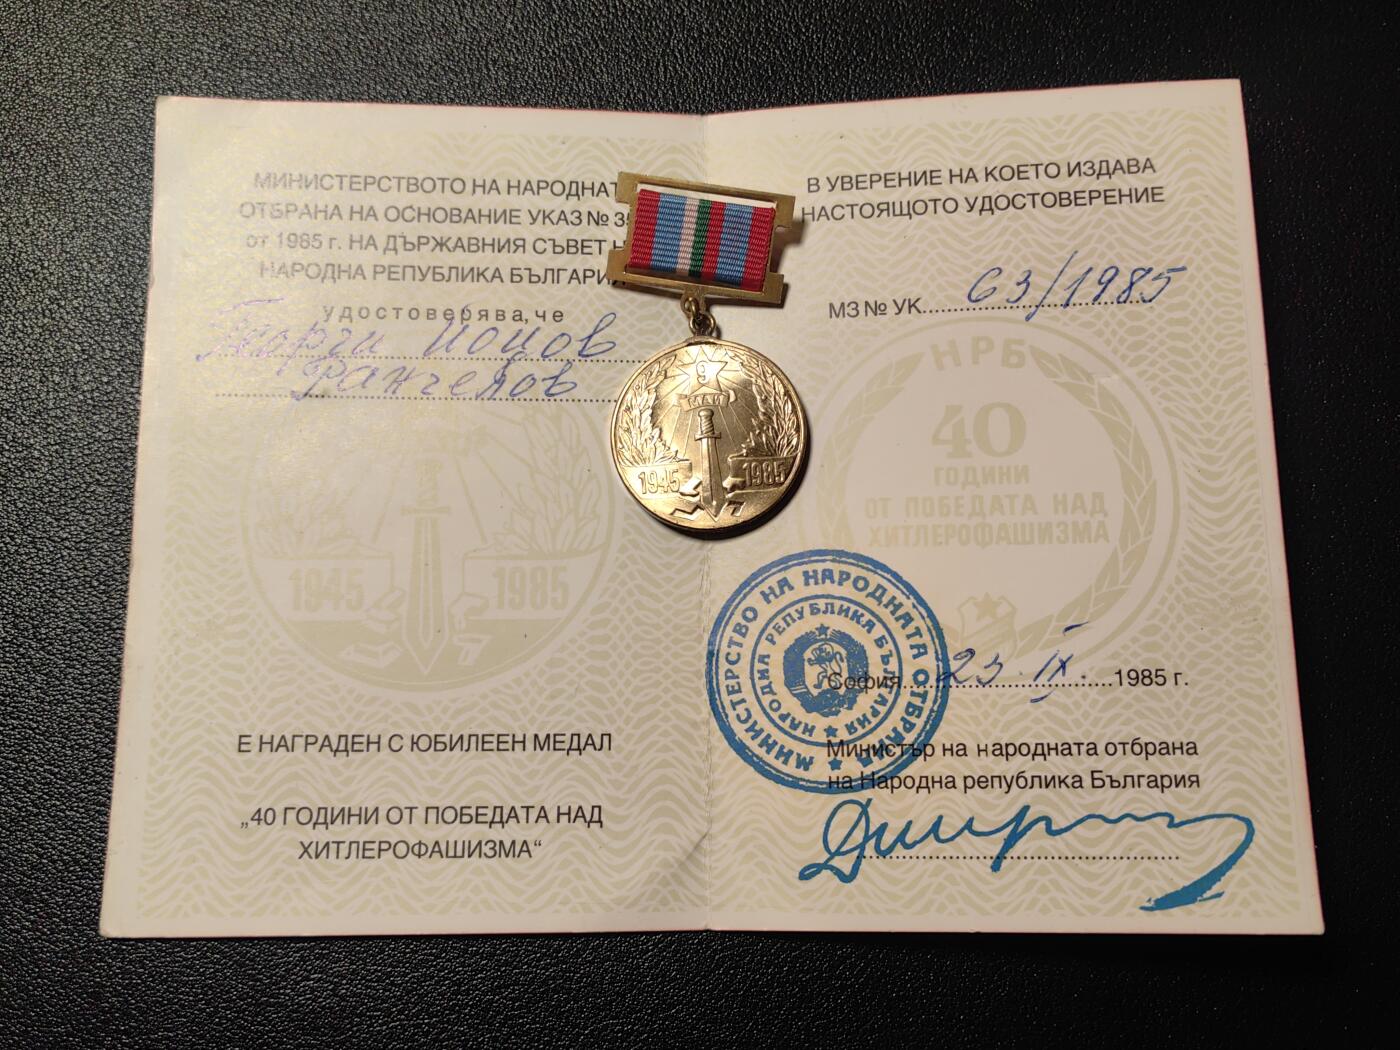 МИНИСТЕРСТВОТО НА НАРОДНАТ
ОТБРАНА НА ОСНОВАНИЕ УКАЗ №
от 1985 г. НА ДЪРЖАВНИЯ СЪВЕТ Н
НАРОДНА РЕПУБЛИКА БЪЛГАРИЯ
удостоверява, че
Георги Йоцов
Рангелов
1945
1985
Е НАГРАДЕН С ЮБИЛЕЕН МЕДАЛ
„40 ГОДИНИ ОТ ПОБЕДАТА НАД
ХИТЛЕРОФАШИЗМА“
9
МАЙ
1945
1985
В УВЕРЕНИЕ НА КОЕТО ИЗДАВА
НАСТОЯЩОТО УДОСТОВЕРЕНИЕ
МЗ № УК 63/1985
НРБ
40
ГОДИНИ
ОТ ПОБЕДАТА НАД
ХИТЛЕРОФАШИЗМА
МИНИСТЕРСТВО НА НАРОДНАТА ОТБРАНА
НАРОДНА РЕПУБЛИКА БЪЛГАРИЯ
София 23. IX. 1985 г.
Министър на народната отбрана
на Народна република България